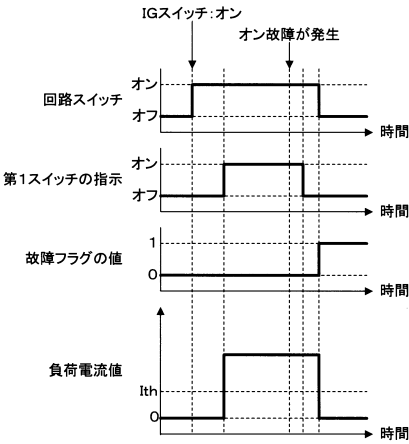 IGスイッチ:オン
オン故障が発生
回路スイッチ
オン
オフ
時間
第1スイッチの指示
オン
オフ
時間
故障フラグの値
1
0
時間
負荷電流値
Ith
0
時間